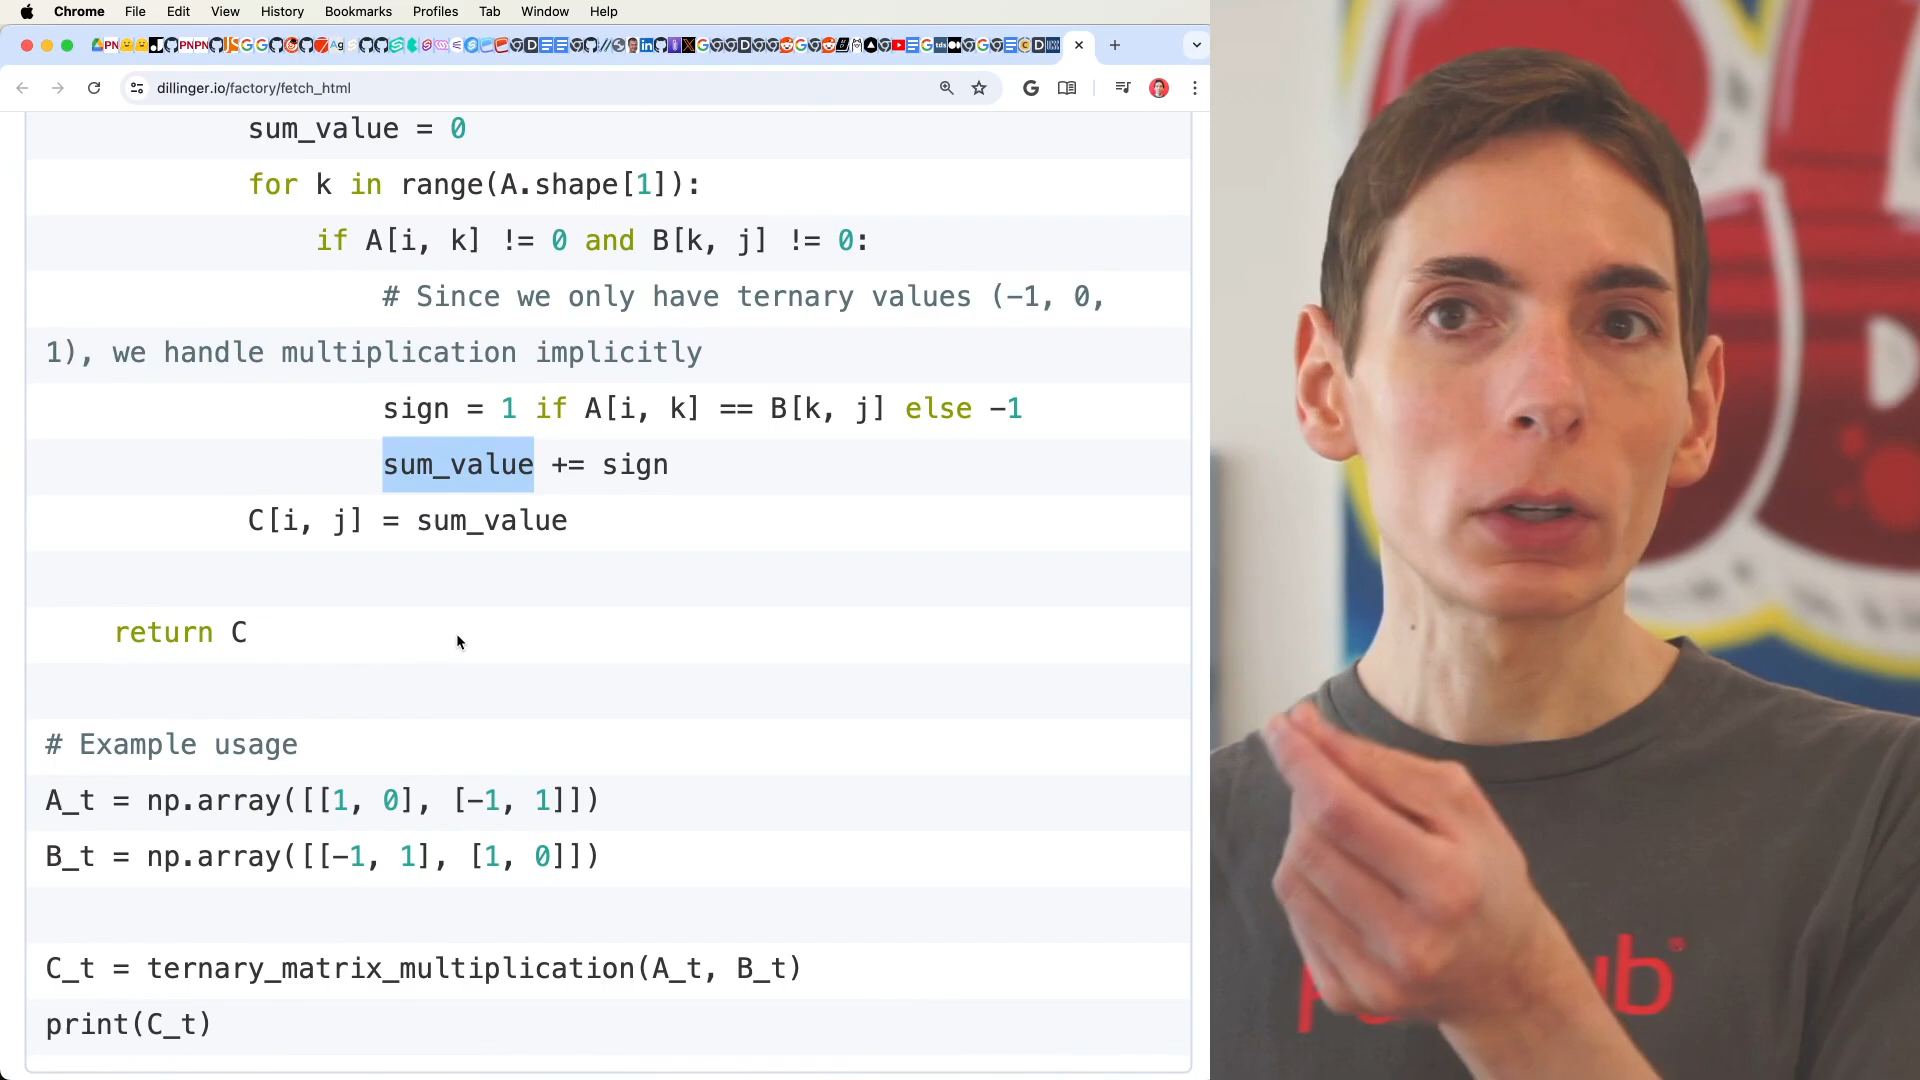 Chrome File Edit View History Bookmarks Profiles Tab Window Help
dillinger.io/factory/fetch_html
sum_value = 0
for k in range(A.shape[1]):
if A[i, k] != 0 and B[k, j] != 0:
# Since we only have ternary values (-1, 0,
1), we handle multiplication implicitly
sign = 1 if A[i, k] == B[k, j] else -1
sum_value += sign
C[i, j] = sum_value
return C
# Example usage
A_t = np.array([[1, 0], [-1, 1]])
B_t = np.array([[-1, 1], [1, 0]])
C_t = ternary_matrix_multiplication(A_t, B_t)
print(C_t)